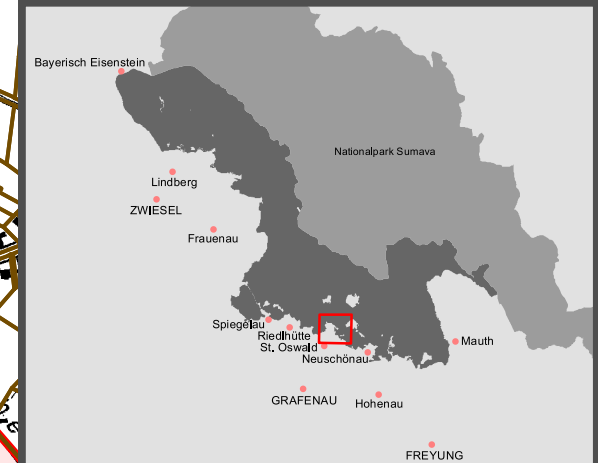 Bayerisch Eisenstein
Nationalpark Sumava
Lindberg
ZWIESEL
Frauenau
Spiegelau
Riedlhütte
St. Oswald
Neuschönau
Mauth
GRAFENAU
Hohenau
FREYUNG